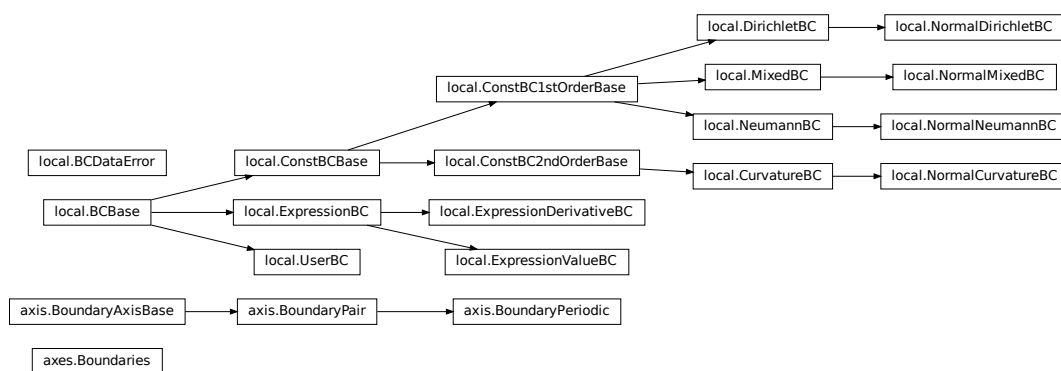 local.DirichletBC
local.NormalDirichletBC
local.ConstBC1stOrderBase
local.MixedBC
local.NormalMixedBC
local.NeumannBC
local.NormalNeumannBC
local.BCDataError
local.ConstBCBase
local.ConstBC2ndOrderBase
local.CurvatureBC
local.NormalCurvatureBC
local.BCBase
local.ExpressionBC
local.ExpressionDerivativeBC
local.UserBC
local.ExpressionValueBC
axis.BoundaryAxisBase
axis.BoundaryPair
axis.BoundaryPeriodic
axes.Boundaries